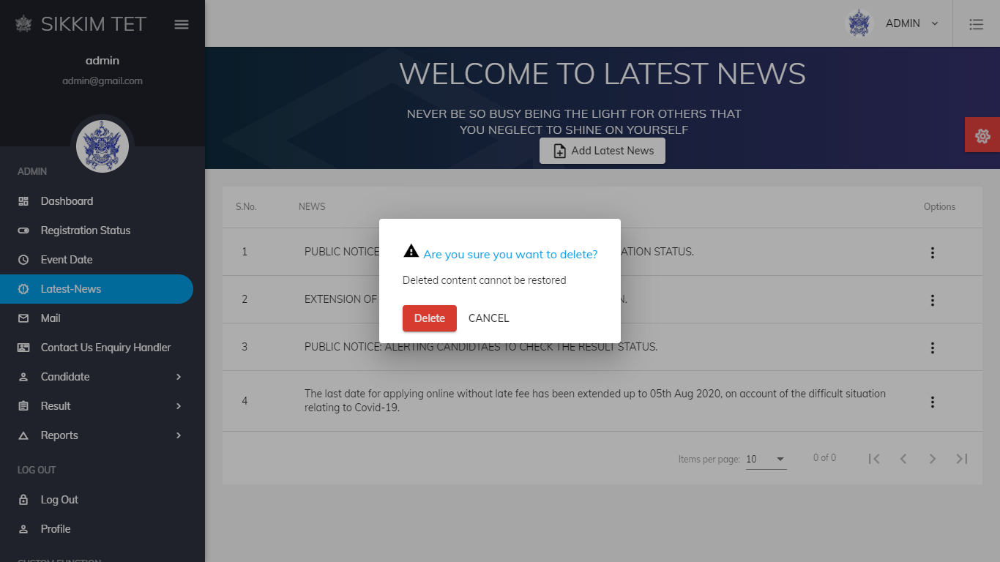 SIKKIM TET
admin
admin@gmail.com
ADMIN
Dashboard
Registration Status
Event Date
Latest-News
Mail
Contact Us Enquiry Handler
Candidate
Result
Reports
LOG OUT
Log Out
Profile
CUSTOM FUNCTION
ADMIN
WELCOME TO LATEST NEWS
NEVER BE SO BUSY BEING THE LIGHT FOR OTHERS THAT
YOU NEGLECT TO SHINE ON YOURSELF
Add Latest News
S.No. NEWS Options
1 PUBLIC NOTICE ATION STATUS.
2 EXTENSION OF N.
3 PUBLIC NOTICE: ALERTING CANDIDTAES TO CHECK THE RESULT STATUS.
4 The last date for applying online without late fee has been extended up to 05th Aug 2020, on account of the difficult situation
relating to Covid-19.
Items per page: 10 0 of 0
Are you sure you want to delete?
Deleted content cannot be restored
Delete CANCEL